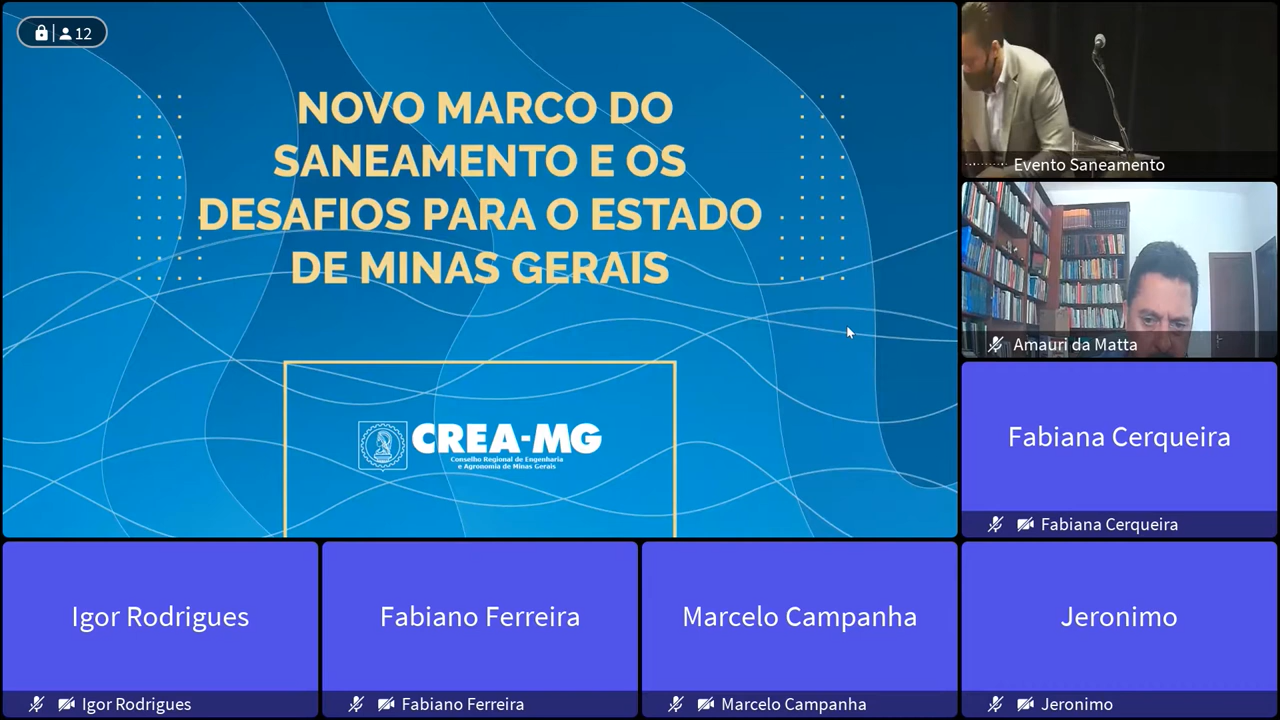 12
NOVO MARCO DO
SANEAMENTO E OS
DESAFIOS PARA O ESTADO
DE MINAS GERAIS
CREA-MG
Conselho Regional de Engenharia
e Agronomia de Minas Gerais
Evento Saneamento
Amauri da Matta
Fabiana Cerqueira
Fabiana Cerqueira
Igor Rodrigues
Igor Rodrigues
Fabiano Ferreira
Fabiano Ferreira
Marcelo Campanha
Marcelo Campanha
Jeronimo
Jeronimo